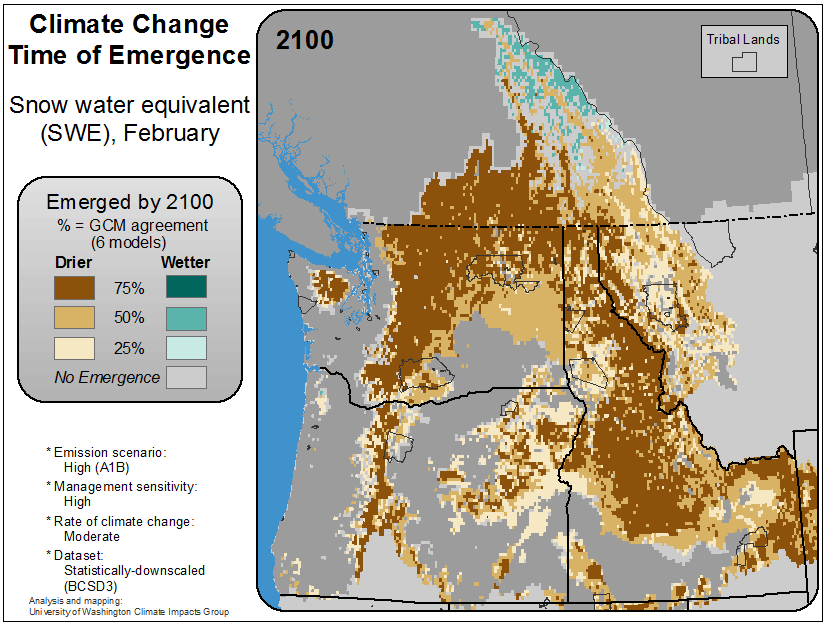 Climate Change
Time of Emergence
Snow water equivalent
(SWE), February
Emerged by 2100
% = GCM agreement
(6 models)
Drier Wetter
75%
50%
25%
No Emergence
* Emission scenario:
High (A1B)
* Management sensitivity:
High
* Rate of climate change:
Moderate
* Dataset:
Statistically-downscaled
(BCSD3)
Analysis and mapping:
University of Washington Climate Impacts Group
2100
Tribal Lands